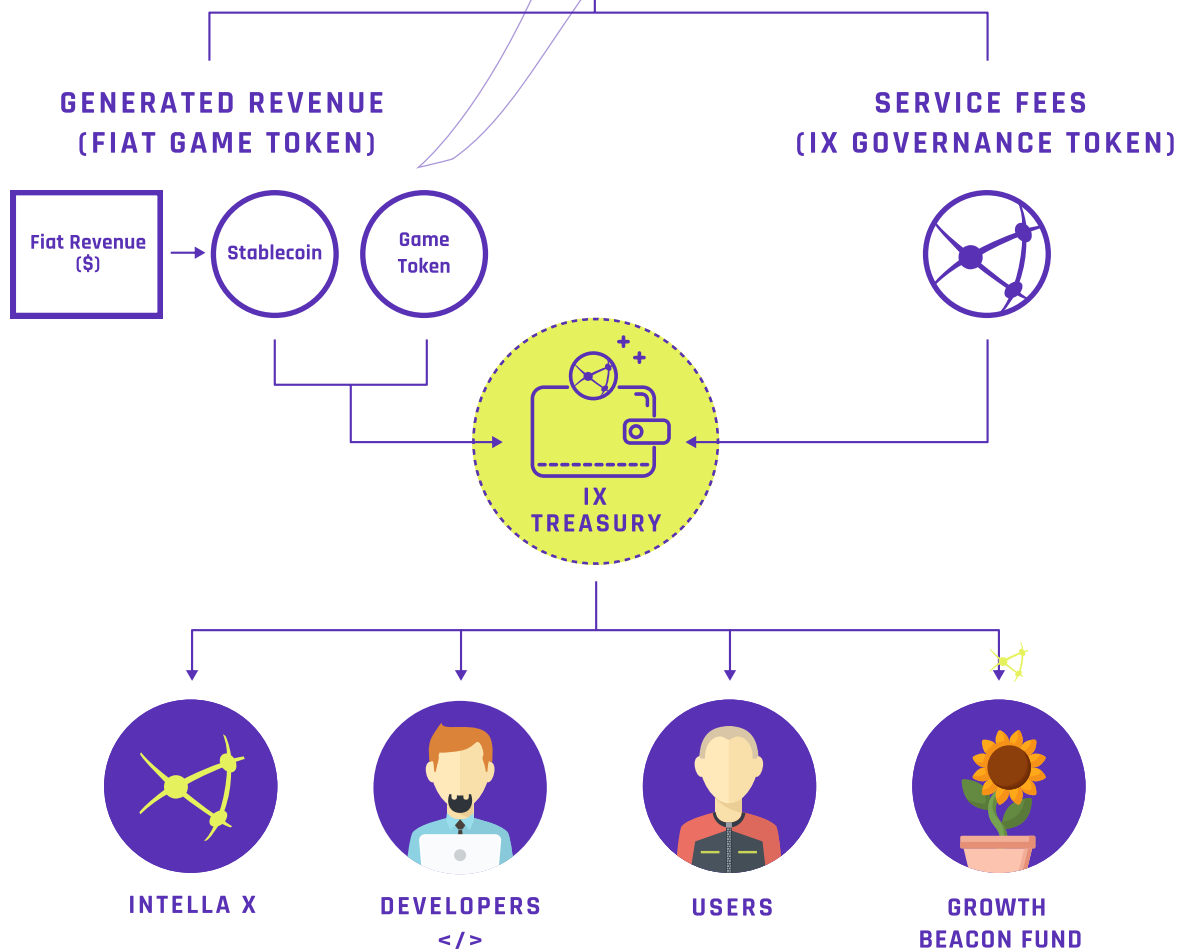 GENERATED REVENUE
(FIAT GAME TOKEN)
SERVICE FEES
(IX GOVERNANCE TOKEN)
Fiat Revenue
($)
Stablecoin
Game
Token
IX
TREASURY
INTELLA X
DEVELOPERS
</>
USERS
GROWTH
BEACON FUND